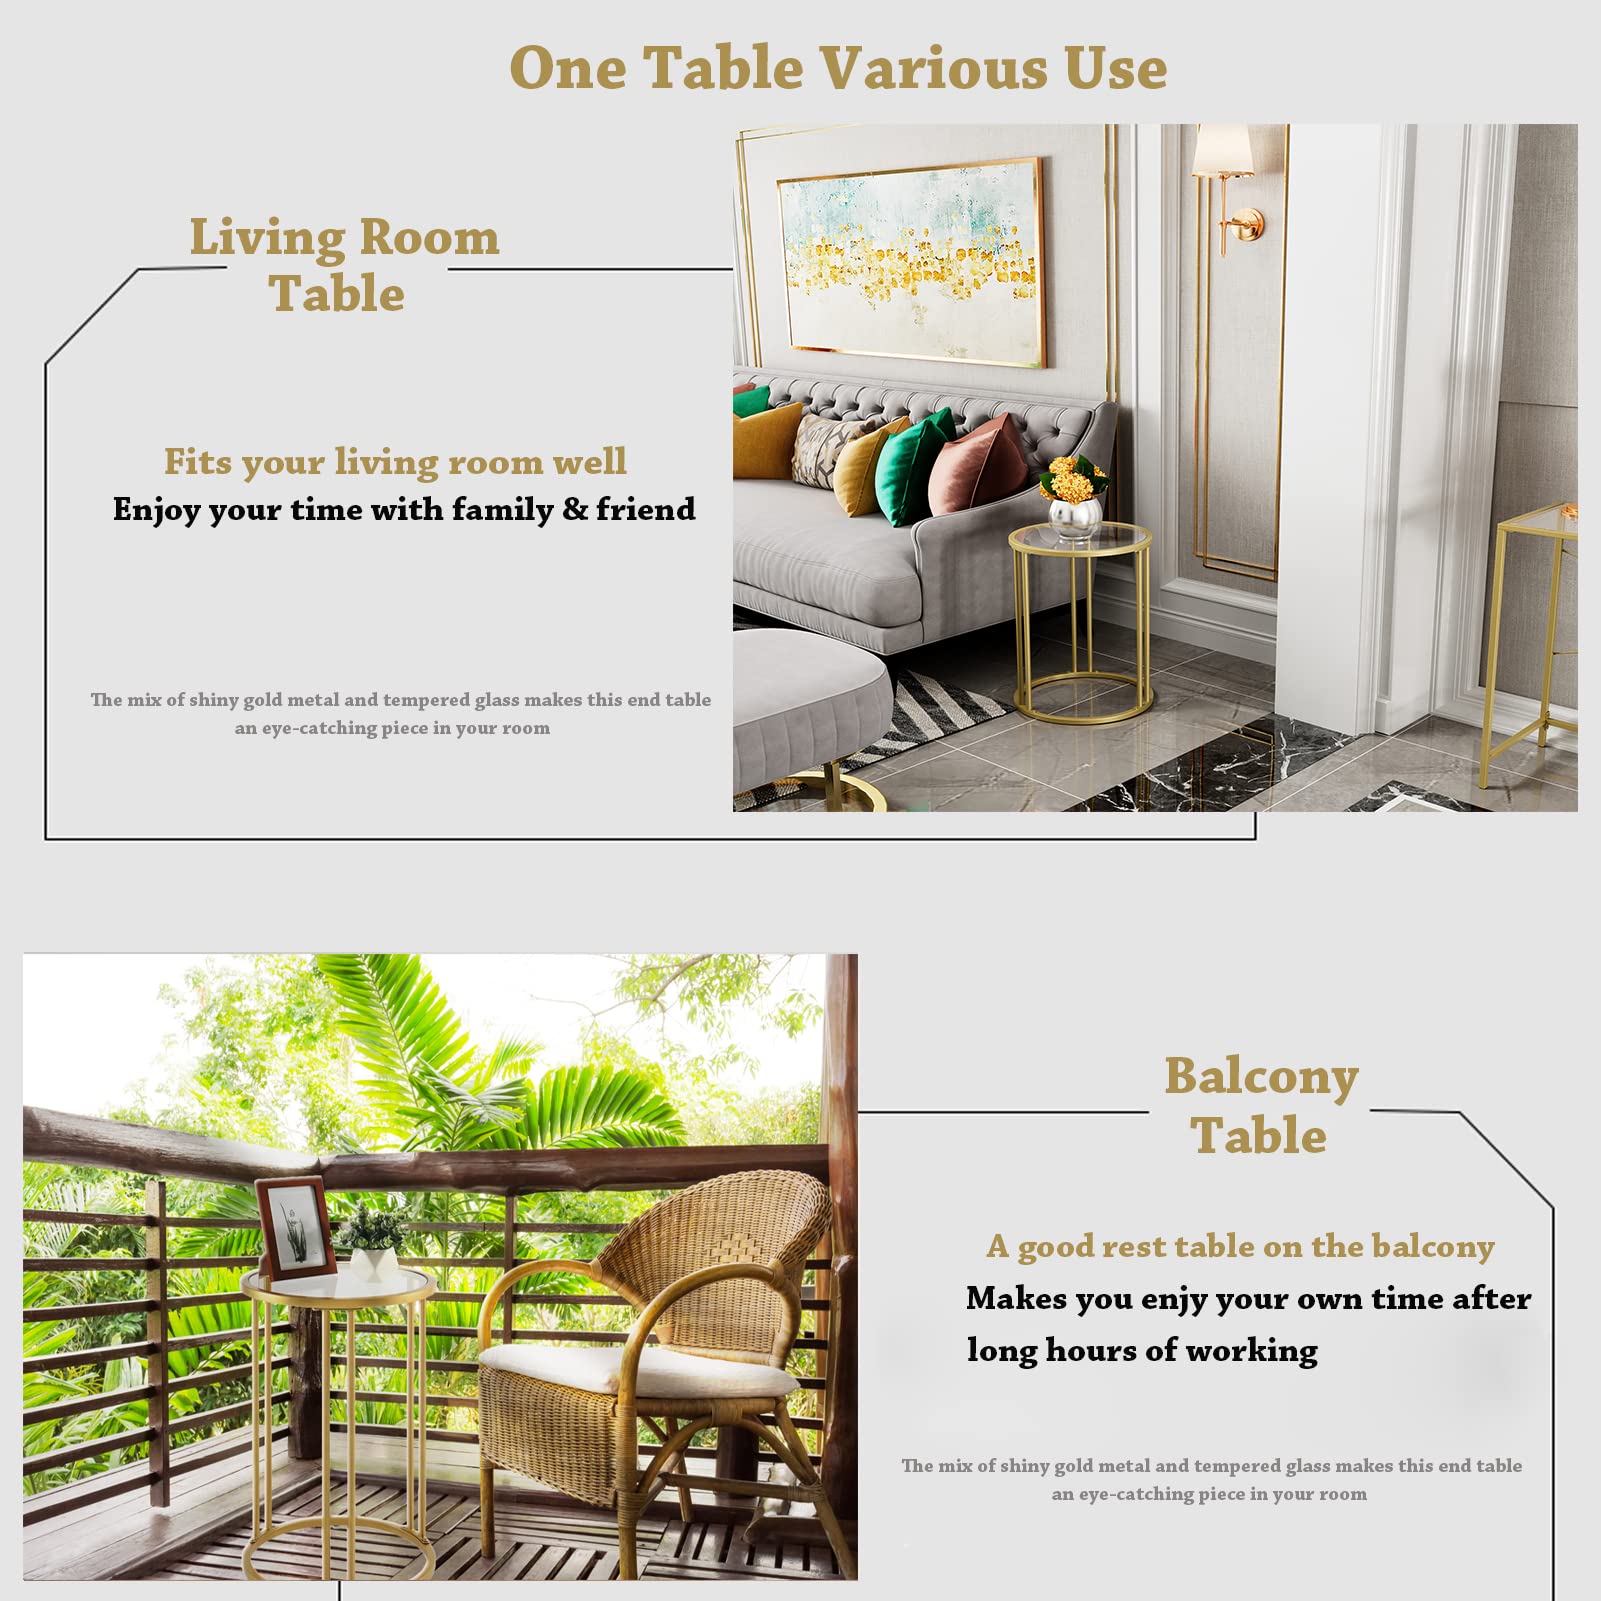 One Table Various Use
Living Room
Table
Fits your living room well
Enjoy your time with family & friend
The mix of shiny gold metal and tempered glass makes this end table
an eye-catching piece in your room
Balcony
Table
A good rest table on the balcony
Makes you enjy your own time after
long hours of working
The mix of shiny gold metal and tempered glass makes this end table
an eye-catching piece in your room